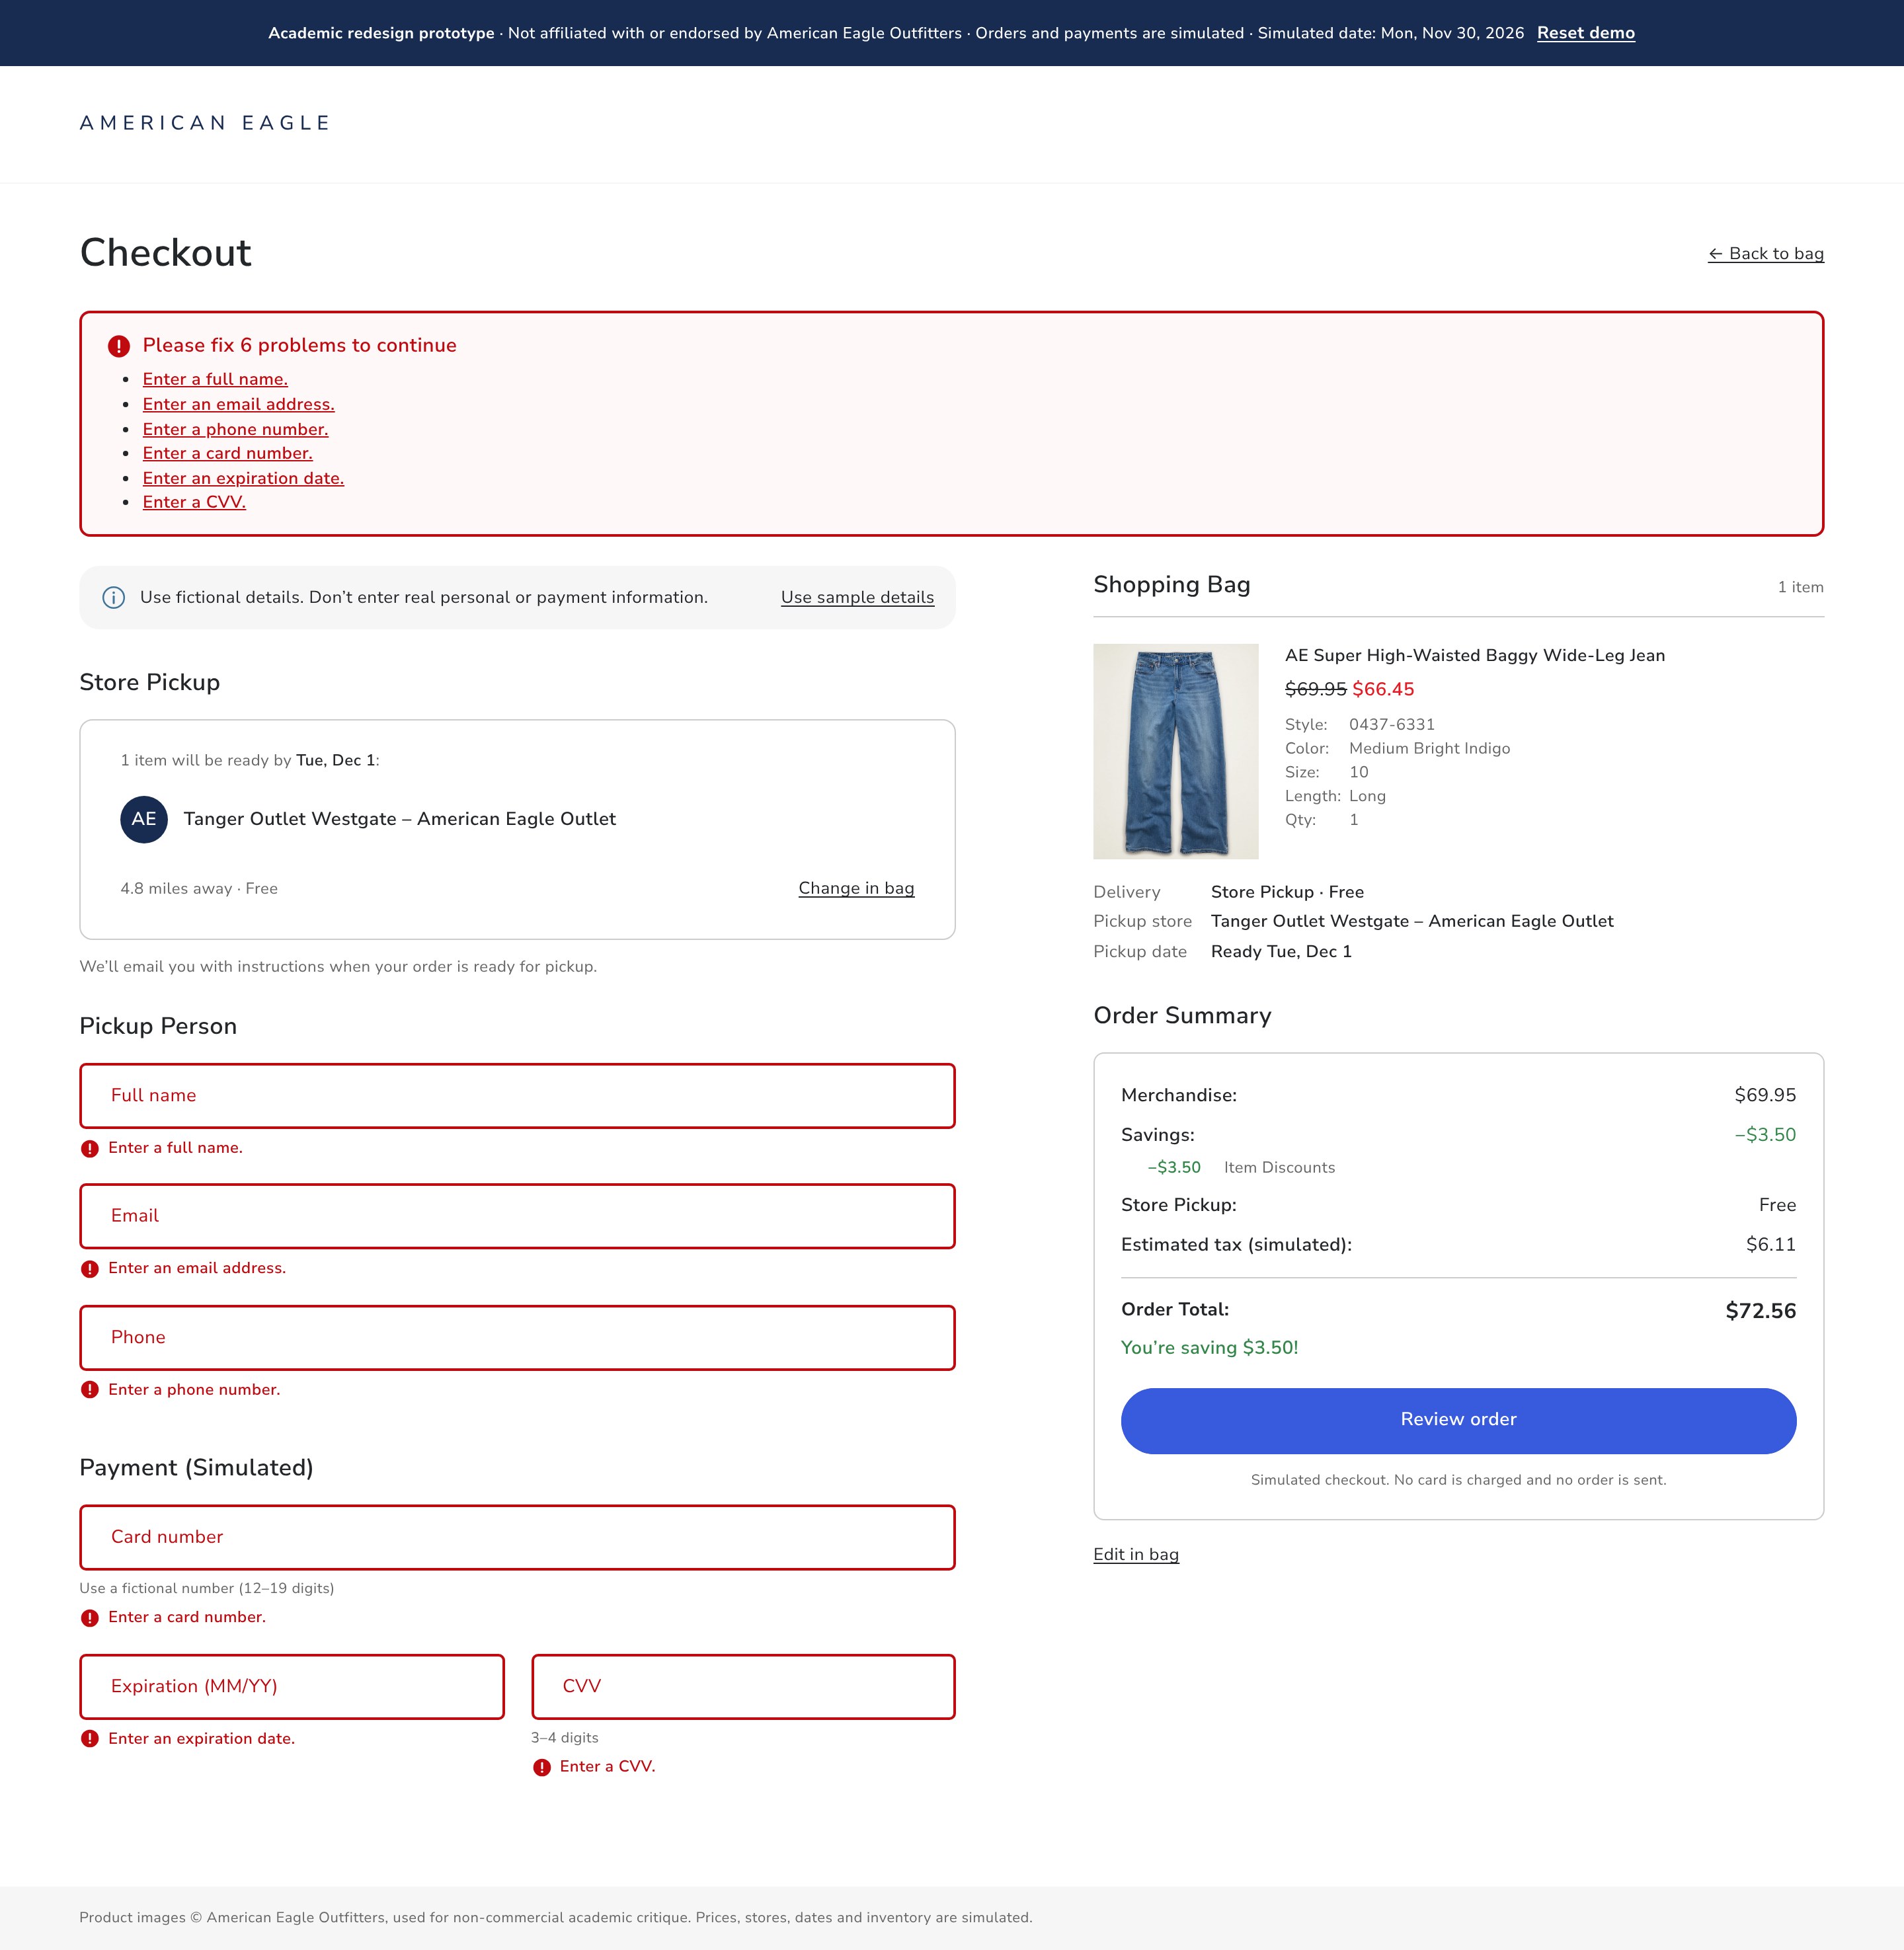 Academic redesign prototype · Not affiliated with or endorsed by American Eagle Outfitters · Orders and payments are simulated · Simulated date: Mon, Nov 30, 2026 Reset demo
AMERICAN EAGLE
Checkout
← Back to bag
Please fix 6 problems to continue
• Enter a full name.
• Enter an email address.
• Enter a phone number.
• Enter a card number.
• Enter an expiration date.
• Enter a CVV.
Use fictional details. Don’t enter real personal or payment information. Use sample details
Store Pickup
1 item will be ready by Tue, Dec 1:
AE Tanger Outlet Westgate – American Eagle Outlet
4.8 miles away · Free Change in bag
We’ll email you with instructions when your order is ready for pickup.
Pickup Person
Full name
Enter a full name.
Email
Enter an email address.
Phone
Enter a phone number.
Payment (Simulated)
Card number
Use a fictional number (12–19 digits)
Enter a card number.
Expiration (MM/YY)
Enter an expiration date.
CVV
3–4 digits
Enter a CVV.
Shopping Bag 1 item
AE Super High-Waisted Baggy Wide-Leg Jean
$69.95 $66.45
Style: 0437-6331
Color: Medium Bright Indigo
Size: 10
Length: Long
Qty: 1
Delivery Store Pickup · Free
Pickup store Tanger Outlet Westgate – American Eagle Outlet
Pickup date Ready Tue, Dec 1
Order Summary
Merchandise: $69.95
Savings: –$3.50
–$3.50 Item Discounts
Store Pickup: Free
Estimated tax (simulated): $6.11
Order Total: $72.56
You’re saving $3.50!
Review order
Simulated checkout. No card is charged and no order is sent.
Edit in bag
Product images © American Eagle Outfitters, used for non-commercial academic critique. Prices, stores, dates and inventory are simulated.